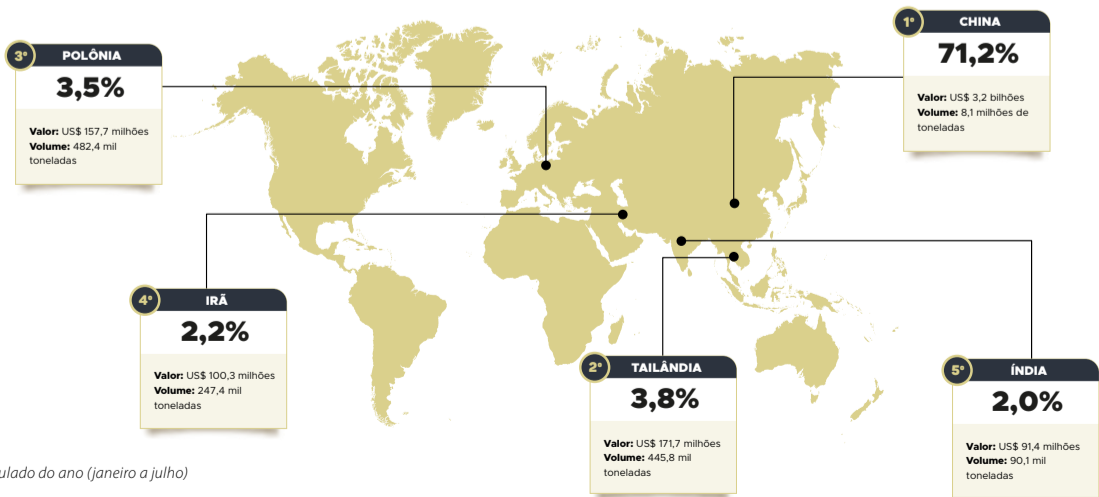 1º
CHINA
71,2%
Valor: US$ 3,2 bilhões
Volume: 8,1 milhões de
toneladas
3º
POLÔNIA
3,5%
Valor: US$ 157,7 milhões
Volume: 482,4 mil
toneladas
4º
IRÃ
2,2%
Valor: US$ 100,3 milhões
Volume: 247,4 mil
toneladas
2º
TAILÂNDIA
3,8%
Valor: US$ 171,7 milhões
Volume: 445,8 mil
toneladas
5º
ÍNDIA
2,0%
Valor: US$ 91,4 milhões
Volume: 90,1 mil
toneladas
ulado do ano (janeiro a julho)